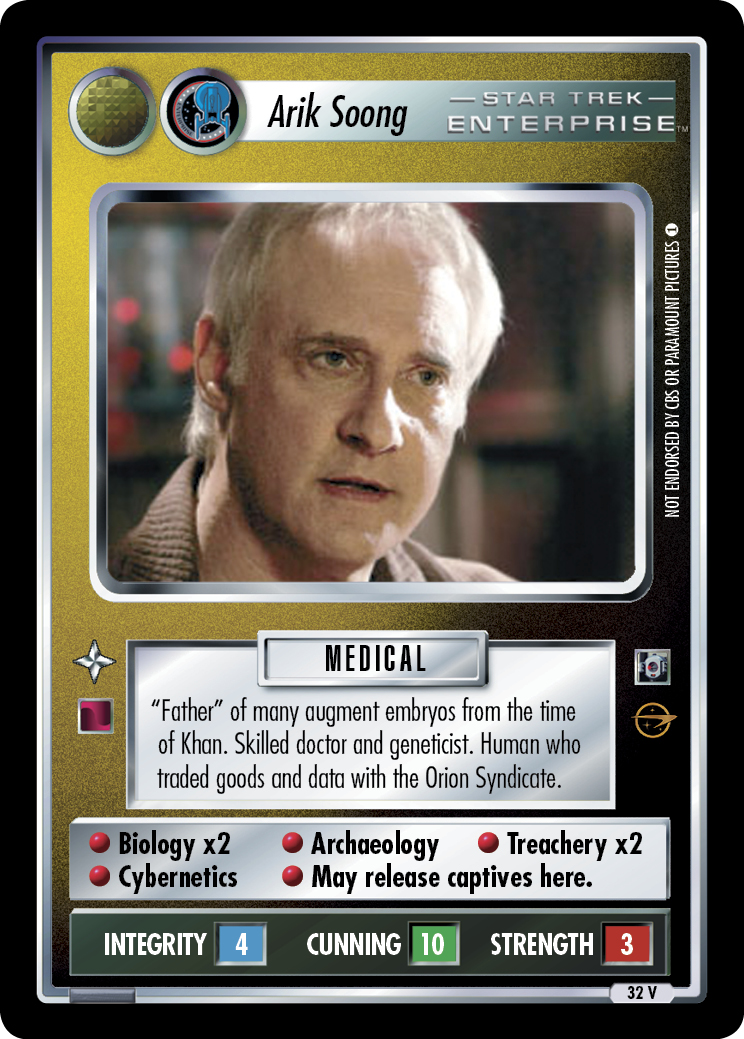 Arik Soong
STAR TREK
ENTERPRISE™
NOT ENDORSED BY CBS OR PARAMOUNT PICTURES 1
MEDICAL
“Father” of many augment embryos from the time
of Khan. Skilled doctor and geneticist. Human who
traded goods and data with the Orion Syndicate.
Biology x2 Archaeology Treachery x2
Cybernetics May release captives here.
INTEGRITY 4 CUNNING 10 STRENGTH 3
32 V